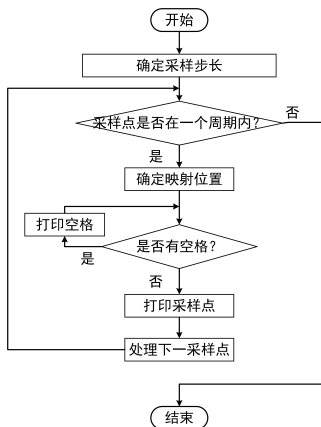 开始
确定采样步长
采样点是否在一个周期内?
否
是
确定映射位置
打印空格
是否有空格?
是
否
打印采样点
处理下一采样点
结束